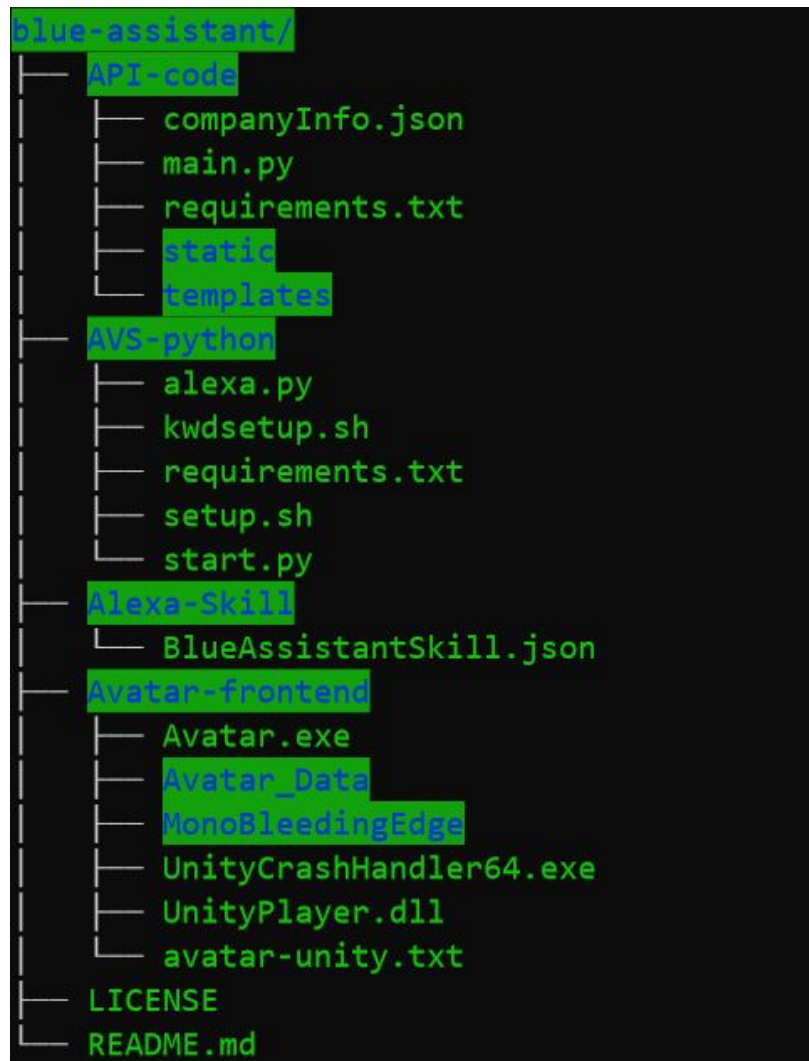 blue-assistant/
├── API-code
│   ├── companyInfo.json
│   ├── main.py
│   ├── requirements.txt
│   ├── static
│   └── templates
├── AVS-python
│   ├── alexa.py
│   ├── kwdsetup.sh
│   ├── requirements.txt
│   ├── setup.sh
│   └── start.py
├── Alexa-Skill
│   └── BlueAssistantSkill.json
├── Avatar-frontend
│   ├── Avatar.exe
│   ├── Avatar_Data
│   ├── MonoBleedingEdge
│   ├── UnityCrashHandler64.exe
│   ├── UnityPlayer.dll
│   └── avatar-unity.txt
├── LICENSE
└── README.md